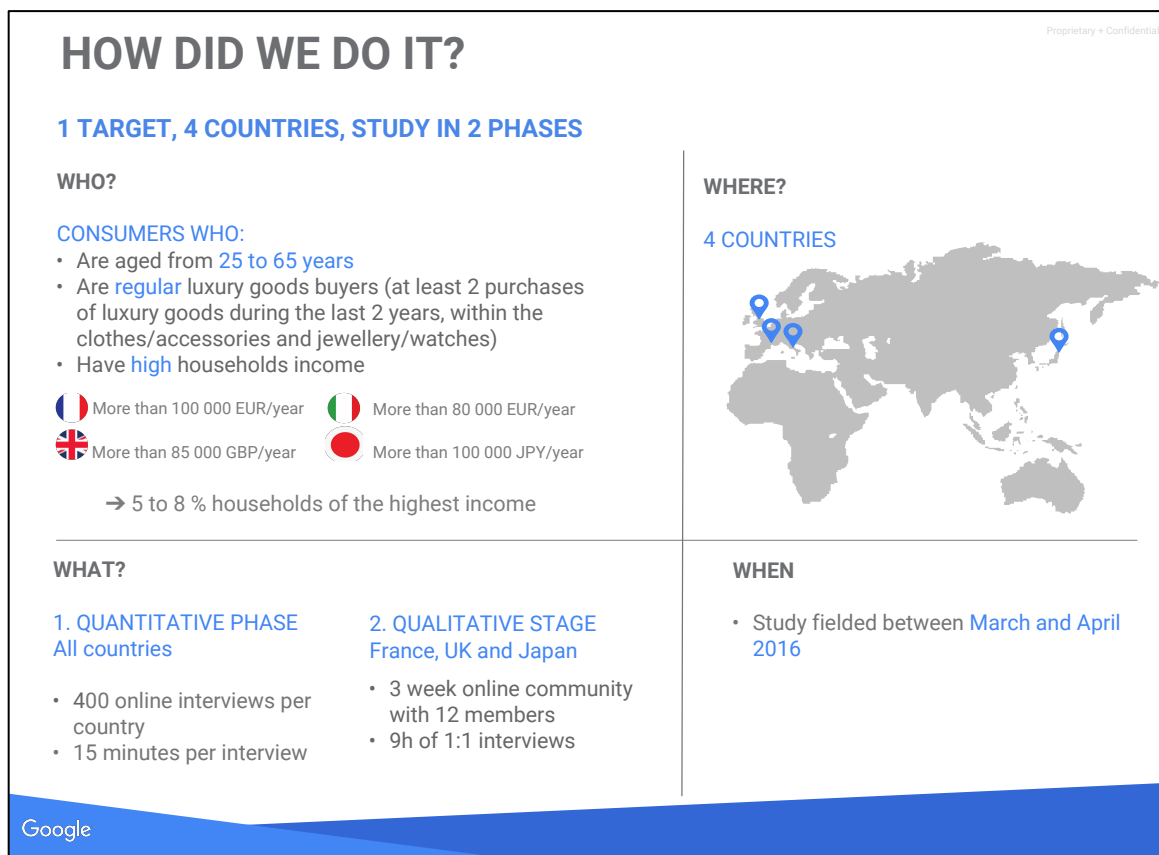 Proprietary + Confidential
HOW DID WE DO IT?
1 TARGET, 4 COUNTRIES, STUDY IN 2 PHASES
WHO?
CONSUMERS WHO:
• Are aged from 25 to 65 years
• Are regular luxury goods buyers (at least 2 purchases
of luxury goods during the last 2 years, within the
clothes/accessories and jewellery/watches)
• Have high households income
More than 100 000 EUR/year
More than 80 000 EUR/year
More than 85 000 GBP/year
More than 100 000 JPY/year
➔ 5 to 8 % households of the highest income
WHERE?
4 COUNTRIES
WHAT?
1. QUANTITATIVE PHASE
All countries
• 400 online interviews per
country
• 15 minutes per interview
2. QUALITATIVE STAGE
France, UK and Japan
• 3 week online community
with 12 members
• 9h of 1:1 interviews
WHEN
• Study fielded between March and April
2016
Google